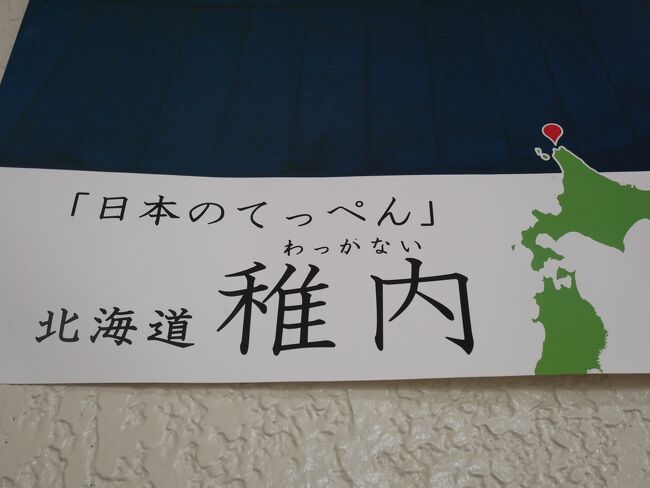 「日本のてっぺん」
わっかない
北海道 稚内